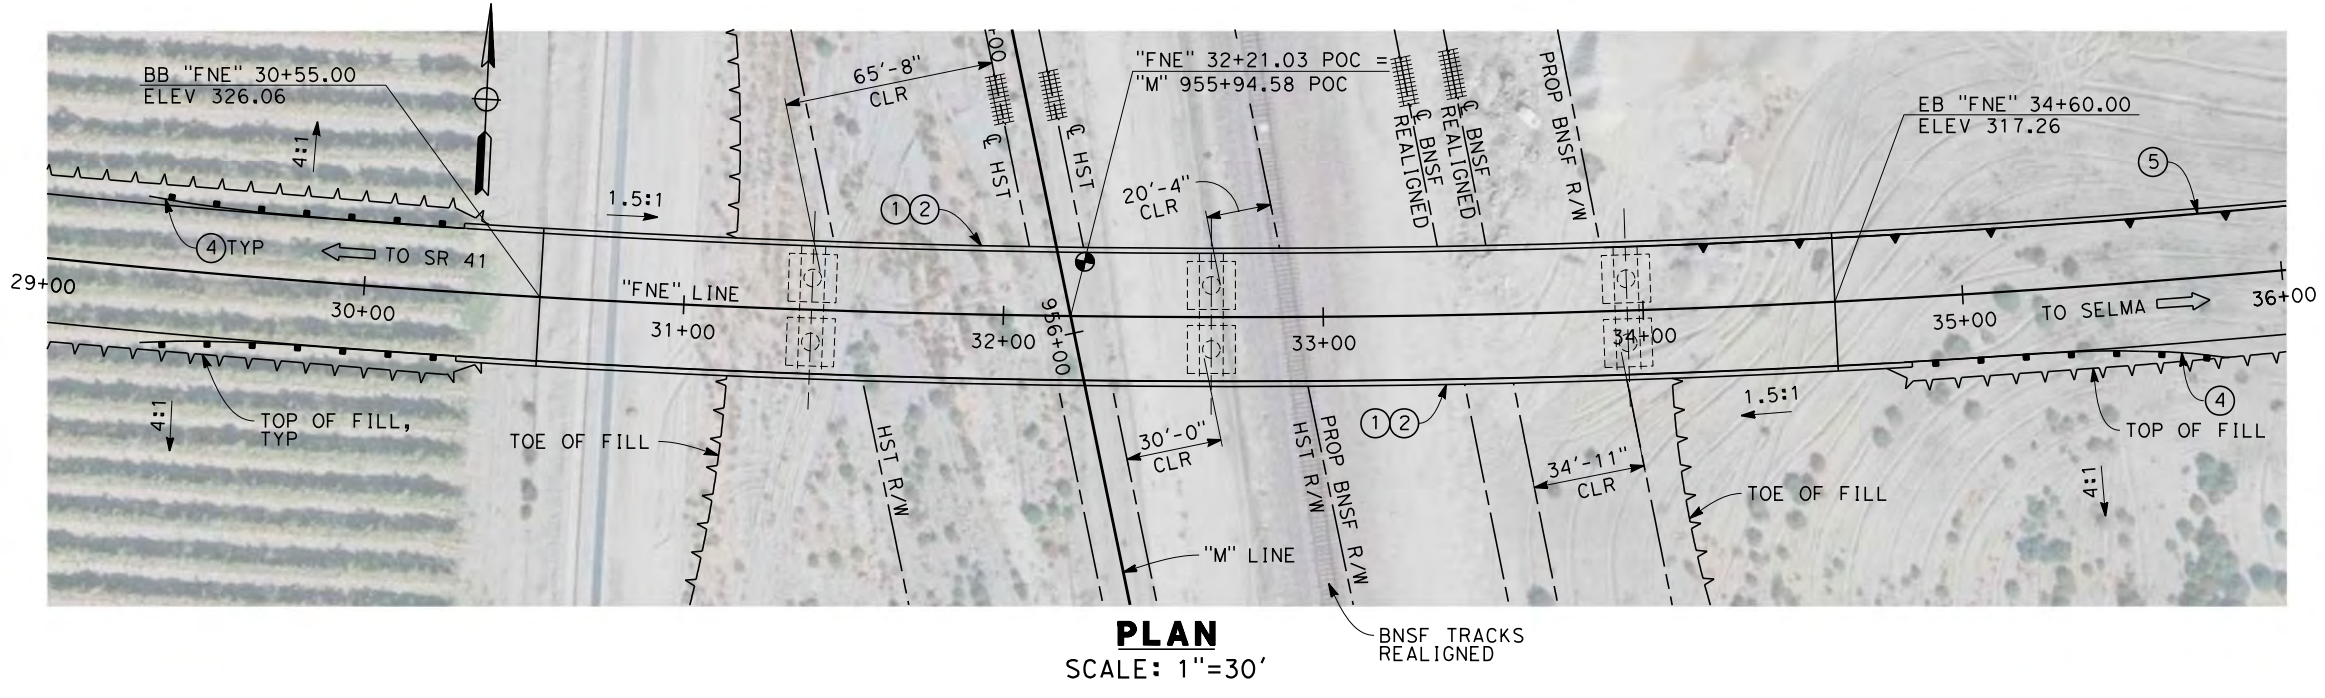 BB "FNE" 30+55.00
ELEV 326.06
65'-8"
CLR
+00
"FNE" 32+21.03 POC =
"M" 955+94.58 POC
EB "FNE" 34+60.00
ELEV 317.26
4:1
1.5:1
℄ HST
℄ HST
20'-4"
CLR
℄ BNSF
REALIGNED
℄ BNSF
REALIGNED
PROP BNSF R/W
5
1 2
4 TYP
TO SR 41
29+00
30+00
"FNE" LINE
31+00
32+00
956+00
33+00
34+00
35+00
TO SELMA
36+00
4:1
TOP OF FILL,
TYP
TOE OF FILL
HST R/W
30'-0"
CLR
HST R/W
PROP BNSF R/W
1 2
34'-11"
CLR
1.5:1
TOE OF FILL
4
TOP OF FILL
4:1
"M" LINE
BNSF TRACKS
REALIGNED
PLAN
SCALE: 1"=30'